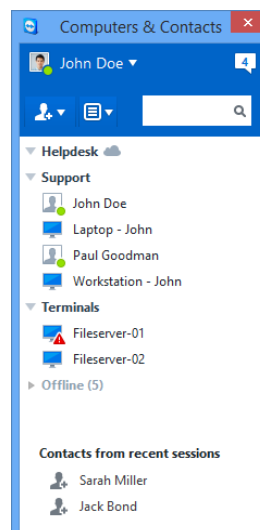 Computers & Contacts
John Doe
4
Helpdesk
Support
John Doe
Laptop - John
Paul Goodman
Workstation - John
Terminals
Fileserver-01
Fileserver-02
Offline (5)
Contacts from recent sessions
Sarah Miller
Jack Bond